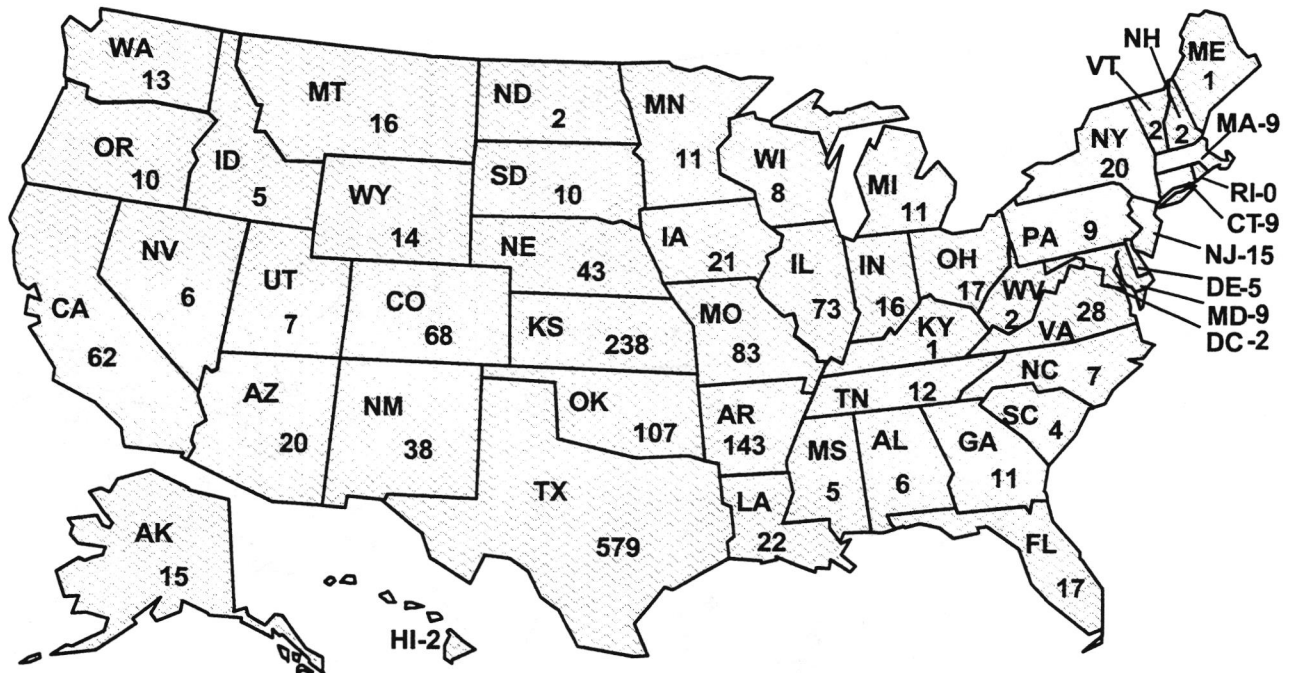 WA
13
OR
10
CA
62
ID
5
NV
6
MT
16
WY
14
UT
7
AZ
20
CO
68
NM
38
ND
2
SD
10
NE
43
KS
238
OK
107
TX
579
MN
11
IA
21
MO
83
AR
143
LA
22
WI
8
IL
73
MI
11
IN
16
OH
17
KY
1
TN
12
MS
5
AL
6
GA
11
FL
17
SC
4
NC
7
VA
28
WV
2
PA
9
NY
20
VT
2
NH
2
ME
1
MA-9
RI-0
CT-9
NJ-15
DE-5
MD-9
DC-2
AK
15
HI-2